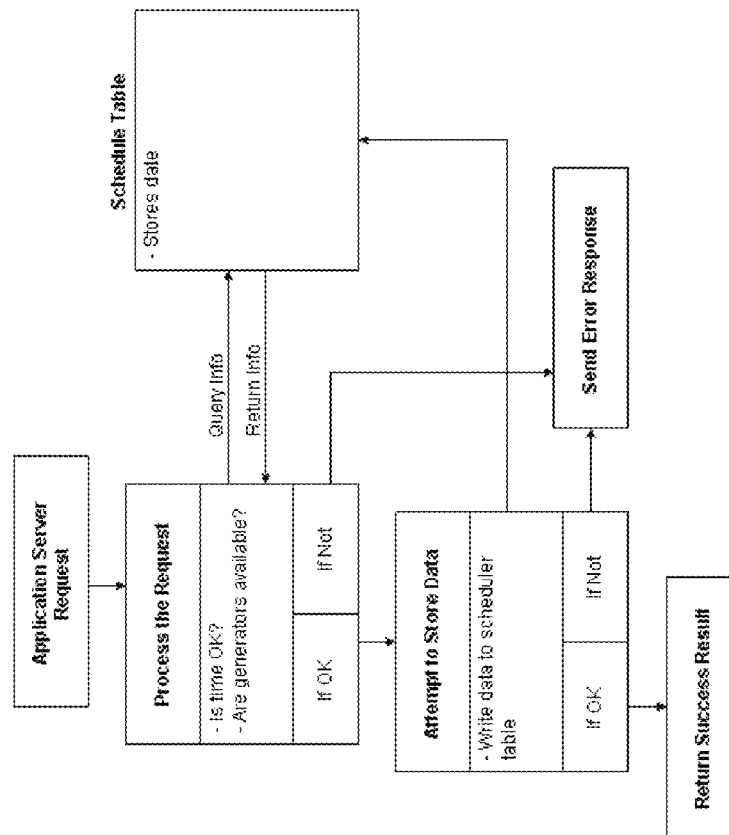 Application Server
Request
Process the Request
- Is time OK?
- Are generators available?
If OK
If Not
Query Info
Return Info
Schedule Table
- Stores date
Attempt to Store Data
- Write data to scheduler
table
If OK
If Not
Send Error Response
Return Success Result